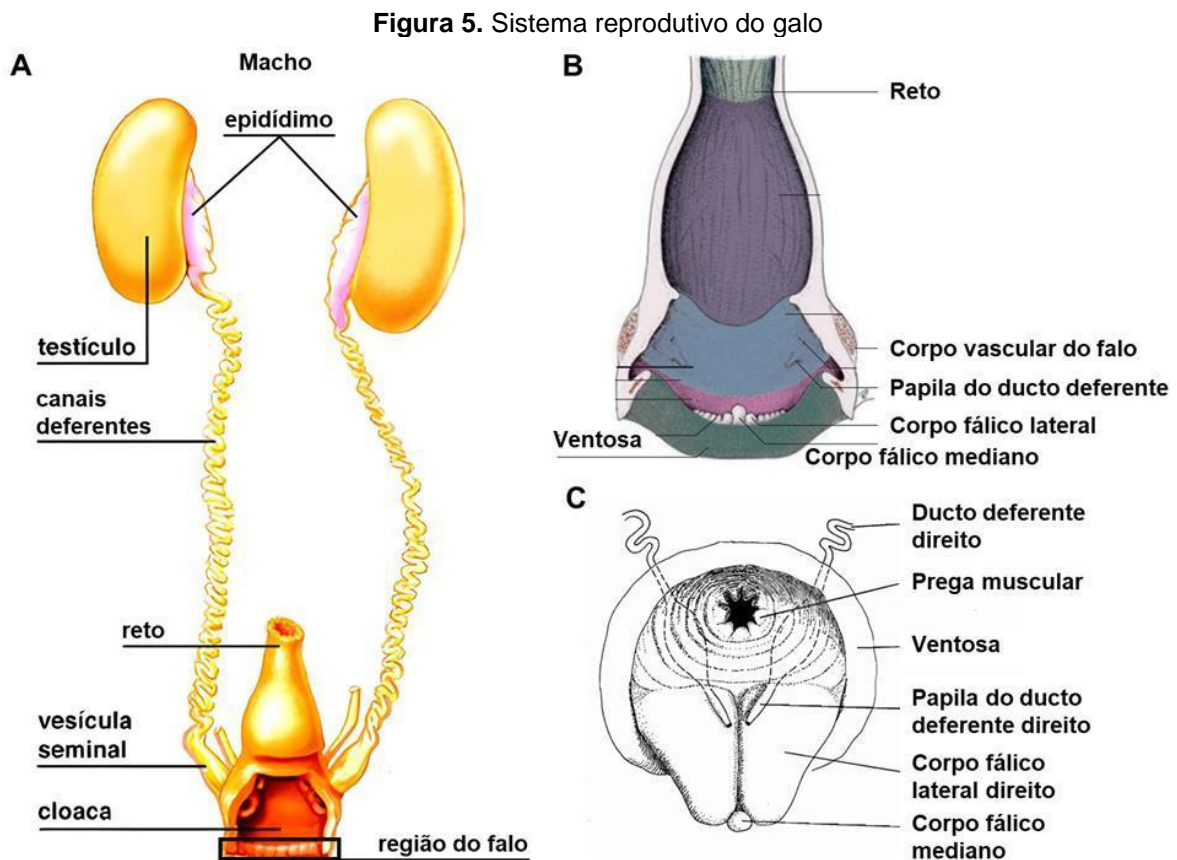 Figura 5. Sistema reprodutivo do galo
A
Macho
epidídimo
testículo
canais
deferentes
reto
vesícula
seminal
cloaca
região do falo
B
Reto
Corpo vascular do falo
Papila do ducto deferente
Corpo fálico lateral
Ventosa
Corpo fálico mediano
C
Ducto deferente
direito
Prega muscular
Ventosa
Papila do ducto
deferente direito
Corpo fálico
lateral direito
Corpo fálico
mediano